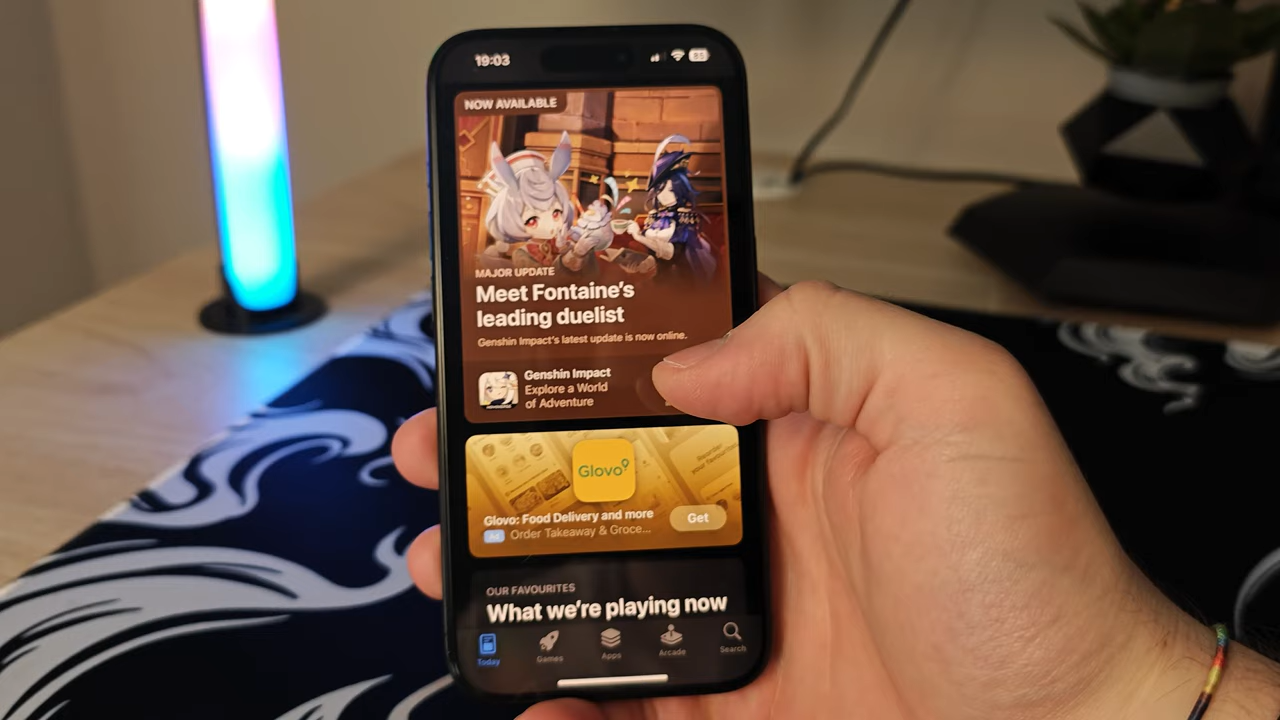 19:03
85
NOW AVAILABLE
MAJOR UPDATE
Meet Fontaine's
leading duelist
Genshin Impact's latest update is now online.
Genshin Impact
Explore a World
of Adventure
Glovo
Glovo: Food Delivery and more
Ad Order Takeaway & Groce...
Get
OUR FAVOURITES
What we're playing now
Today
Games
Apps
Arcade
Search